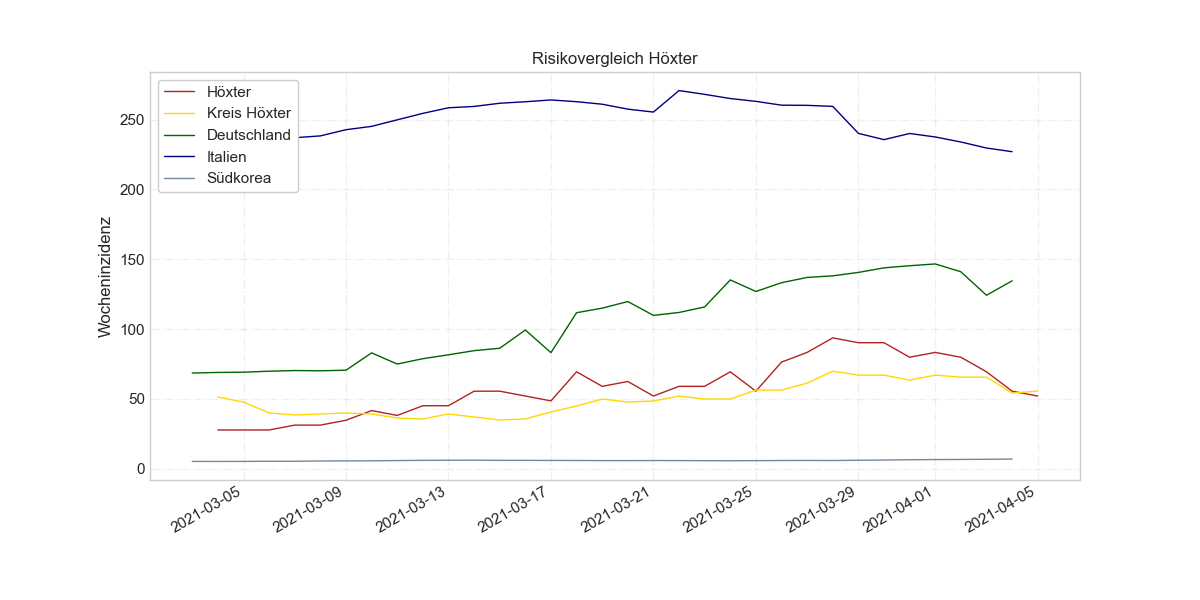 Risikovergleich Höxter
Höxter
Kreis Höxter
Deutschland
Italien
Südkorea
Wocheninzidenz
250
200
150
100
50
0
2021-03-05
2021-03-09
2021-03-13
2021-03-17
2021-03-21
2021-03-25
2021-03-29
2021-04-01
2021-04-05